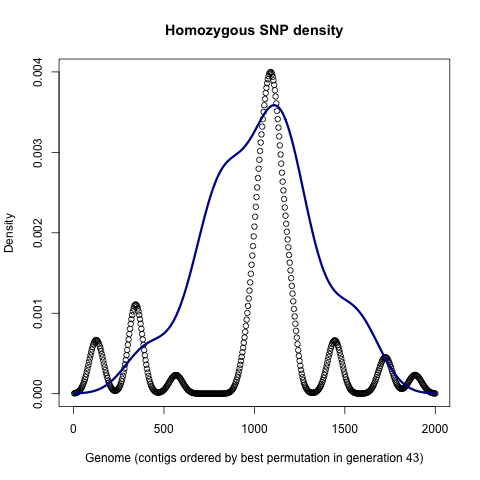 Homozygous SNP density
0.004
0.003
0.002
0.001
0.000
Density
0 500 1000 1500 2000
Genome (contigs ordered by best permutation in generation 43)